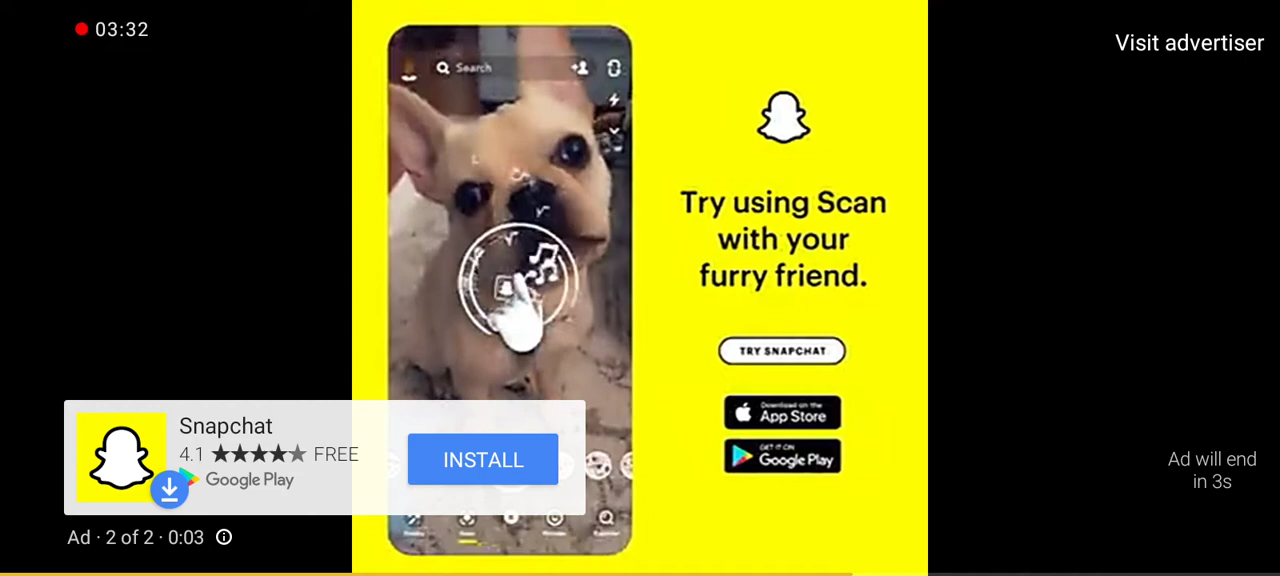 03:32
Visit advertiser
Search
Try using Scan
with your
furry friend.
TRY SNAPCHAT
Download on the
App Store
GET IT ON
Google Play
Snapchat
4.1 ★★★★★ FREE
Google Play
INSTALL
Ad will end
in 3s
Ad · 2 of 2 · 0:03